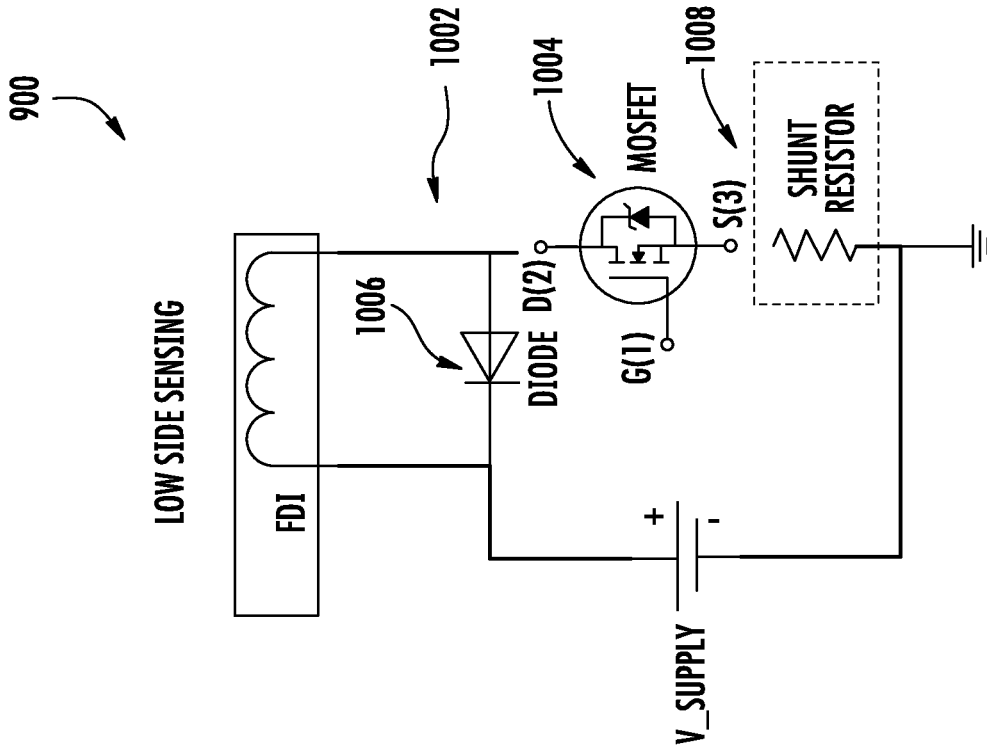 900
LOW SIDE SENSING
FDI
1002
1006
DIODE
D(2)
1004
MOSFET
G(1)
S(3)
1008
SHUNT
RESISTOR
V_SUPPLY
+
-